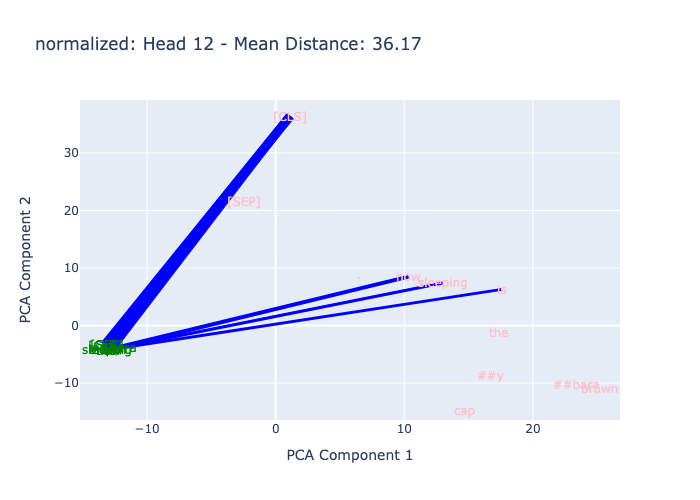 normalized: Head 12 - Mean Distance: 36.17
PCA Component 2
30
20
10
0
−10
[CLS]
[SEP]
now
sleeping
is
the
##y
##bara
Brown
cap
−10
0
10
20
PCA Component 1